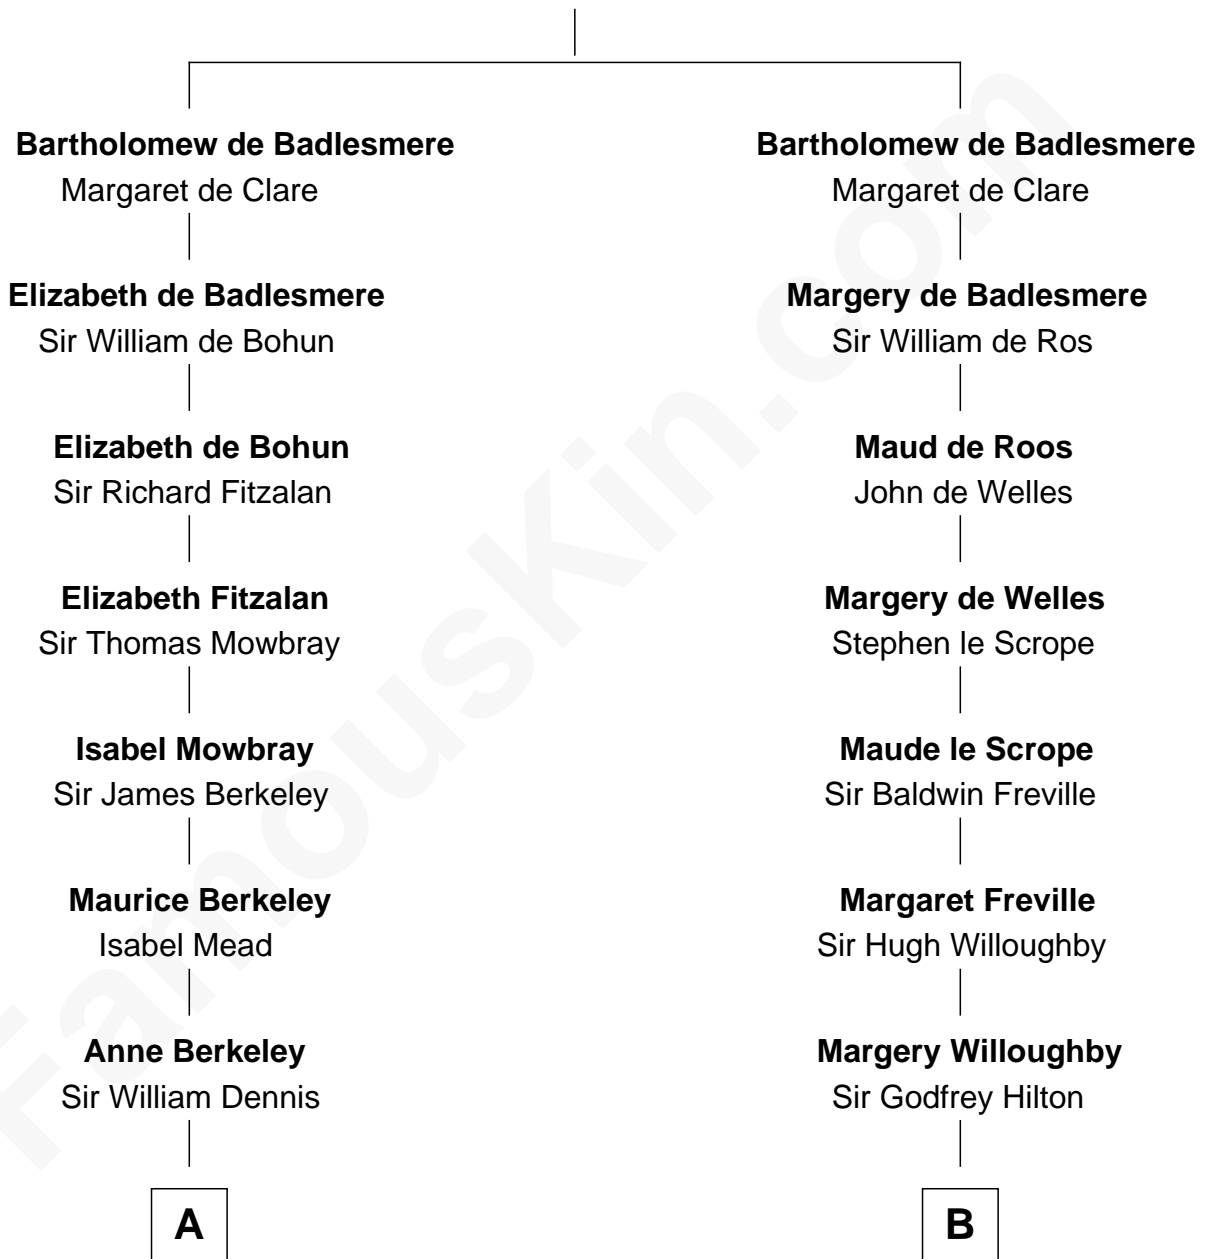 Bartholomew de Badlesmere
Margaret de Clare
Elizabeth de Badlesmere
Sir William de Bohun
Elizabeth de Bohun
Sir Richard Fitzalan
Elizabeth Fitzalan
Sir Thomas Mowbray
Isabel Mowbray
Sir James Berkeley
Maurice Berkeley
Isabel Mead
Anne Berkeley
Sir William Dennis
A
Bartholomew de Badlesmere
Margaret de Clare
Margery de Badlesmere
Sir William de Ros
Maud de Roos
John de Welles
Margery de Welles
Stephen le Scrope
Maude le Scrope
Sir Baldwin Freville
Margaret Freville
Sir Hugh Willoughby
Margery Willoughby
Sir Godfrey Hilton
B
FamousKin.com